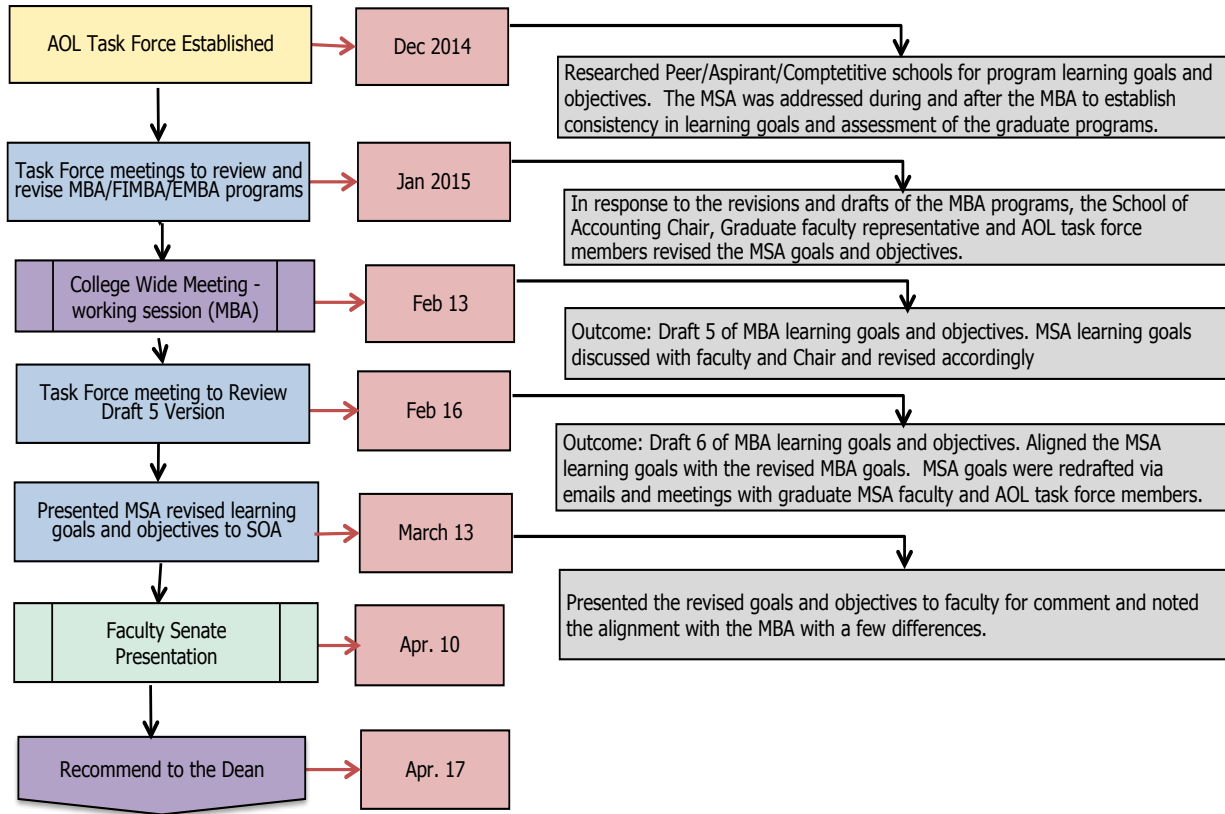 AOL Task Force Established
Dec 2014
Researched Peer/Aspirant/Comptetitive schools for program learning goals and
objectives.  The MSA was addressed during and after the MBA to establish
consistency in learning goals and assessment of the graduate programs.
Task Force meetings to review and
revise MBA/FIMBA/EMBA programs
Jan 2015
In response to the revisions and drafts of the MBA programs, the School of
Accounting Chair, Graduate faculty representative and AOL task force
members revised the MSA goals and objectives.
College Wide Meeting -
working session (MBA)
Feb 13
Outcome: Draft 5 of MBA learning goals and objectives. MSA learning goals
discussed with faculty and Chair and revised accordingly
Task Force meeting to Review
Draft 5 Version
Feb 16
Outcome: Draft 6 of MBA learning goals and objectives. Aligned the MSA
learning goals with the revised MBA goals.  MSA goals were redrafted via
emails and meetings with graduate MSA faculty and AOL task force members.
Presented MSA revised learning
goals and objectives to SOA
March 13
Presented the revised goals and objectives to faculty for comment and noted
the alignment with the MBA with a few differences.
Faculty Senate
Presentation
Apr. 10
Recommend to the Dean
Apr. 17